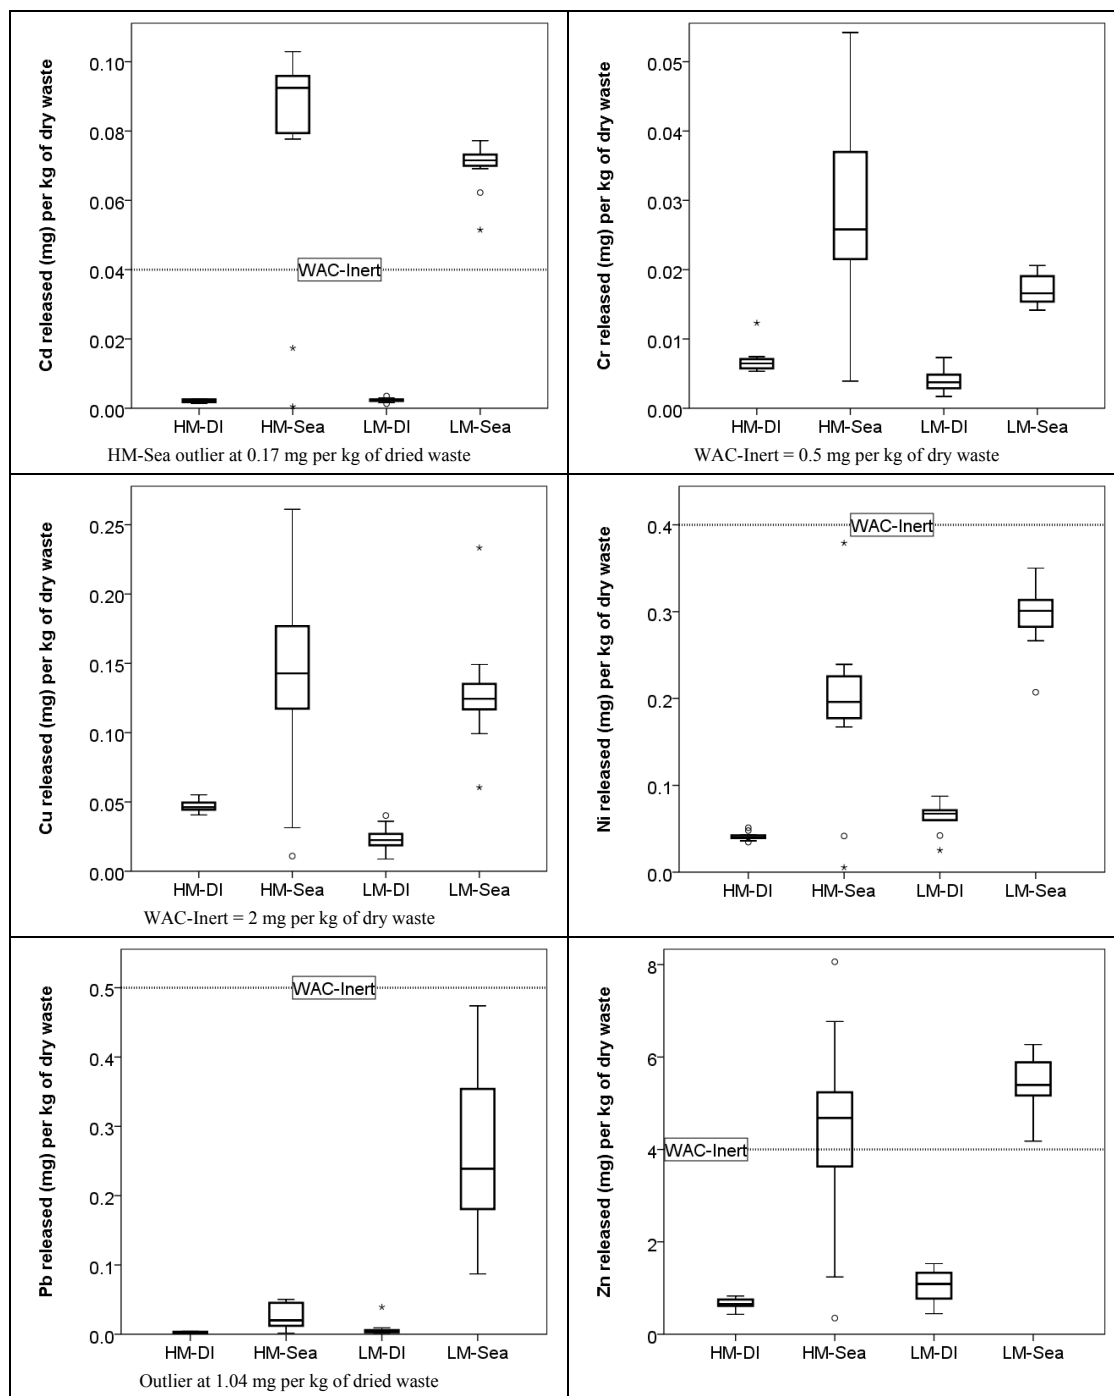 Cd released (mg) per kg of dry waste
0.10
0.08
0.06
0.04
0.02
0.00
WAC-Inert
HM-DI HM-Sea LM-DI LM-Sea
HM-Sea outlier at 0.17 mg per kg of dried waste
Cr released (mg) per kg of dry waste
0.05
0.04
0.03
0.02
0.01
0.00
HM-DI HM-Sea LM-DI LM-Sea
WAC-Inert = 0.5 mg per kg of dry waste
Cu released (mg) per kg of dry waste
0.25
0.20
0.15
0.10
0.05
0.00
HM-DI HM-Sea LM-DI LM-Sea
WAC-Inert = 2 mg per kg of dry waste
Ni released (mg) per kg of dry waste
0.4
0.3
0.2
0.1
0.0
WAC-Inert
HM-DI HM-Sea LM-DI LM-Sea
Pb released (mg) per kg of dry waste
0.5
0.4
0.3
0.2
0.1
0.0
WAC-Inert
HM-DI HM-Sea LM-DI LM-Sea
Outlier at 1.04 mg per kg of dried waste
Zn released (mg) per kg of dry waste
8
6
4
2
0
WAC-Inert
HM-DI HM-Sea LM-DI LM-Sea